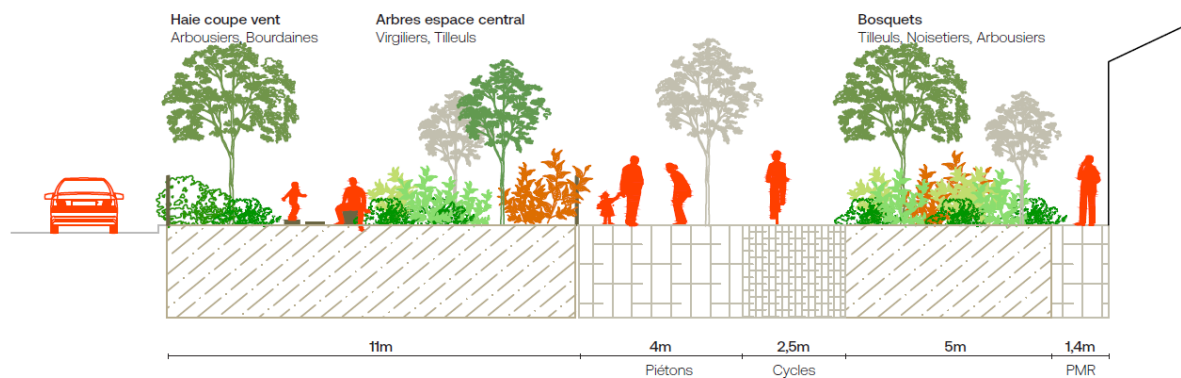 Haie coupe vent
Arbousiers, Bourdaines
Arbres espace central
Virgiliers, Tilleuls
Bosquets
Tilleuls, Noisetiers, Arbousiers
11m
4m
2,5m
5m
1,4m
Piétons
Cycles
PMR